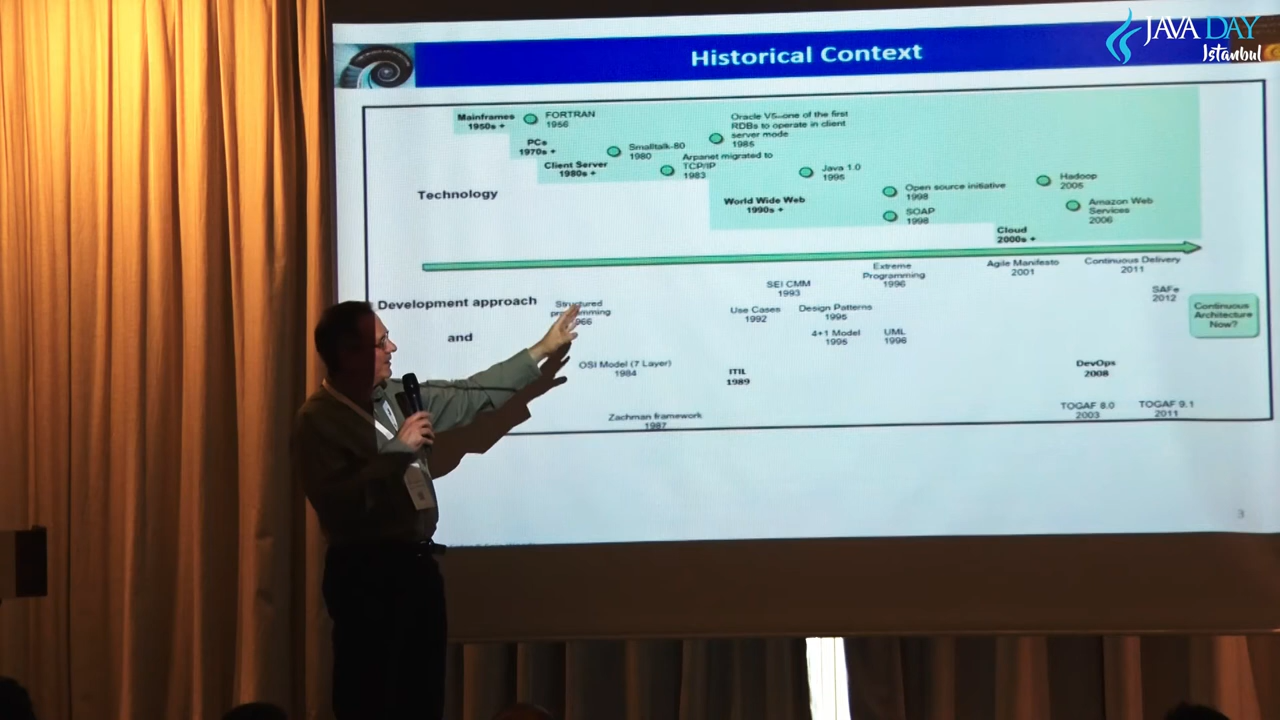 JAVA DAY
Istanbul
Historical Context
Mainframes
1950s +
FORTRAN
1956
PCs
1970s +
Smalltalk-80
1980
Oracle V5–one of the first
RDBs to operate in client
server mode
1985
Client Server
1980s +
Arpanet migrated to
TCP/IP
1983
Java 1.0
1995
Technology
World Wide Web
1990s +
Open source initiative
1998
SOAP
1998
Hadoop
2005
Amazon Web
Services
2006
Cloud
2000s +
Development approach
and
Structured
1966
SEI CMM
1993
Extreme
Programming
1996
Agile Manifesto
2001
Continuous Delivery
2011
Use Cases
1992
Design Patterns
1995
SAFe
2012
Continuous
Architecture
Now?
4+1 Model
1995
UML
1996
OSI Model (7 Layer)
1984
ITIL
1989
DevOps
2008
Zachman framework
1987
TOGAF 8.0
2003
TOGAF 9.1
2011
3